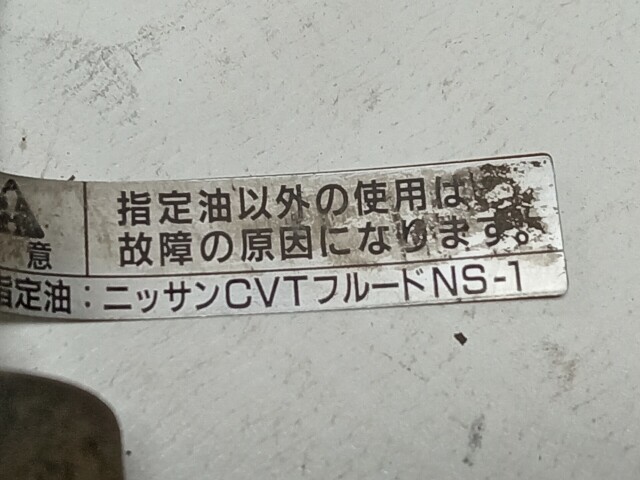 指定油以外の使用は
意 故障の原因になります。
指定油：ニッサンCVTフルードNS-1